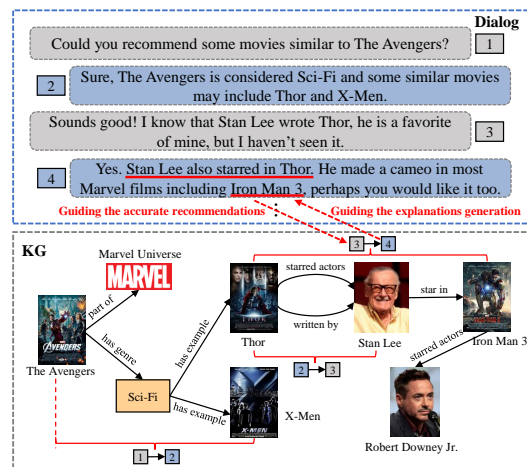 Dialog
Could you recommend some movies similar to The Avengers?
1
2
Sure, The Avengers is considered Sci-Fi and some similar movies
may include Thor and X-Men.
Sounds good! I know that Stan Lee wrote Thor, he is a favorite
of mine, but I haven't seen it.
3
4
Yes. Stan Lee also starred in Thor. He made a cameo in most
Marvel films including Iron Man 3, perhaps you would like it too.
Guiding the accurate recommendations
Guiding the explanations generation
KG
3
4
Marvel Universe
MARVEL
part of
AVENGERS
The Avengers
has genre
Sci-Fi
has example
has example
THOR
Thor
starred actors
written by
Stan Lee
star in
Iron Man 3
2
3
starred actors
X-MEN
X-Men
Robert Downey Jr.
1
2